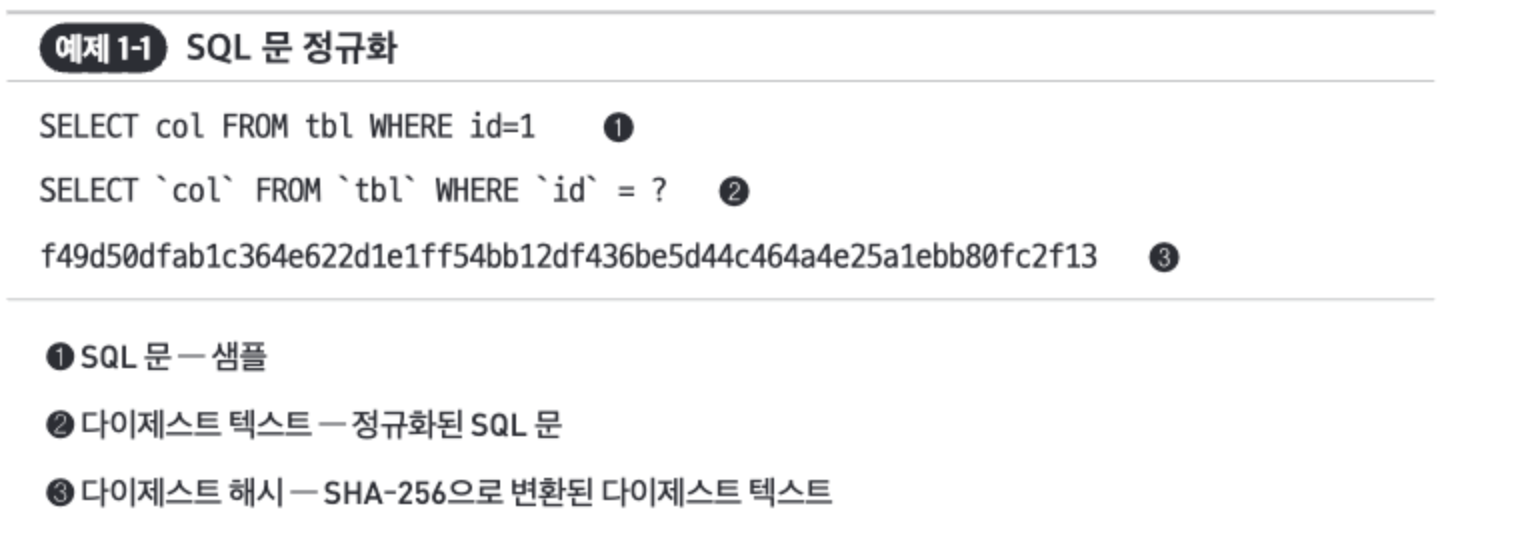 예제 1-1 SQL 문 정규화
SELECT col FROM tbl WHERE id=1 ❶
SELECT `col` FROM `tbl` WHERE `id` = ? ❷
f49d50dfab1c364e622d1e1ff54bb12df436be5d44c464a4e25a1ebb80fc2f13 ❸
❶ SQL 문 — 샘플
❷ 다이제스트 텍스트 — 정규화된 SQL 문
❸ 다이제스트 해시 — SHA-256으로 변환된 다이제스트 텍스트